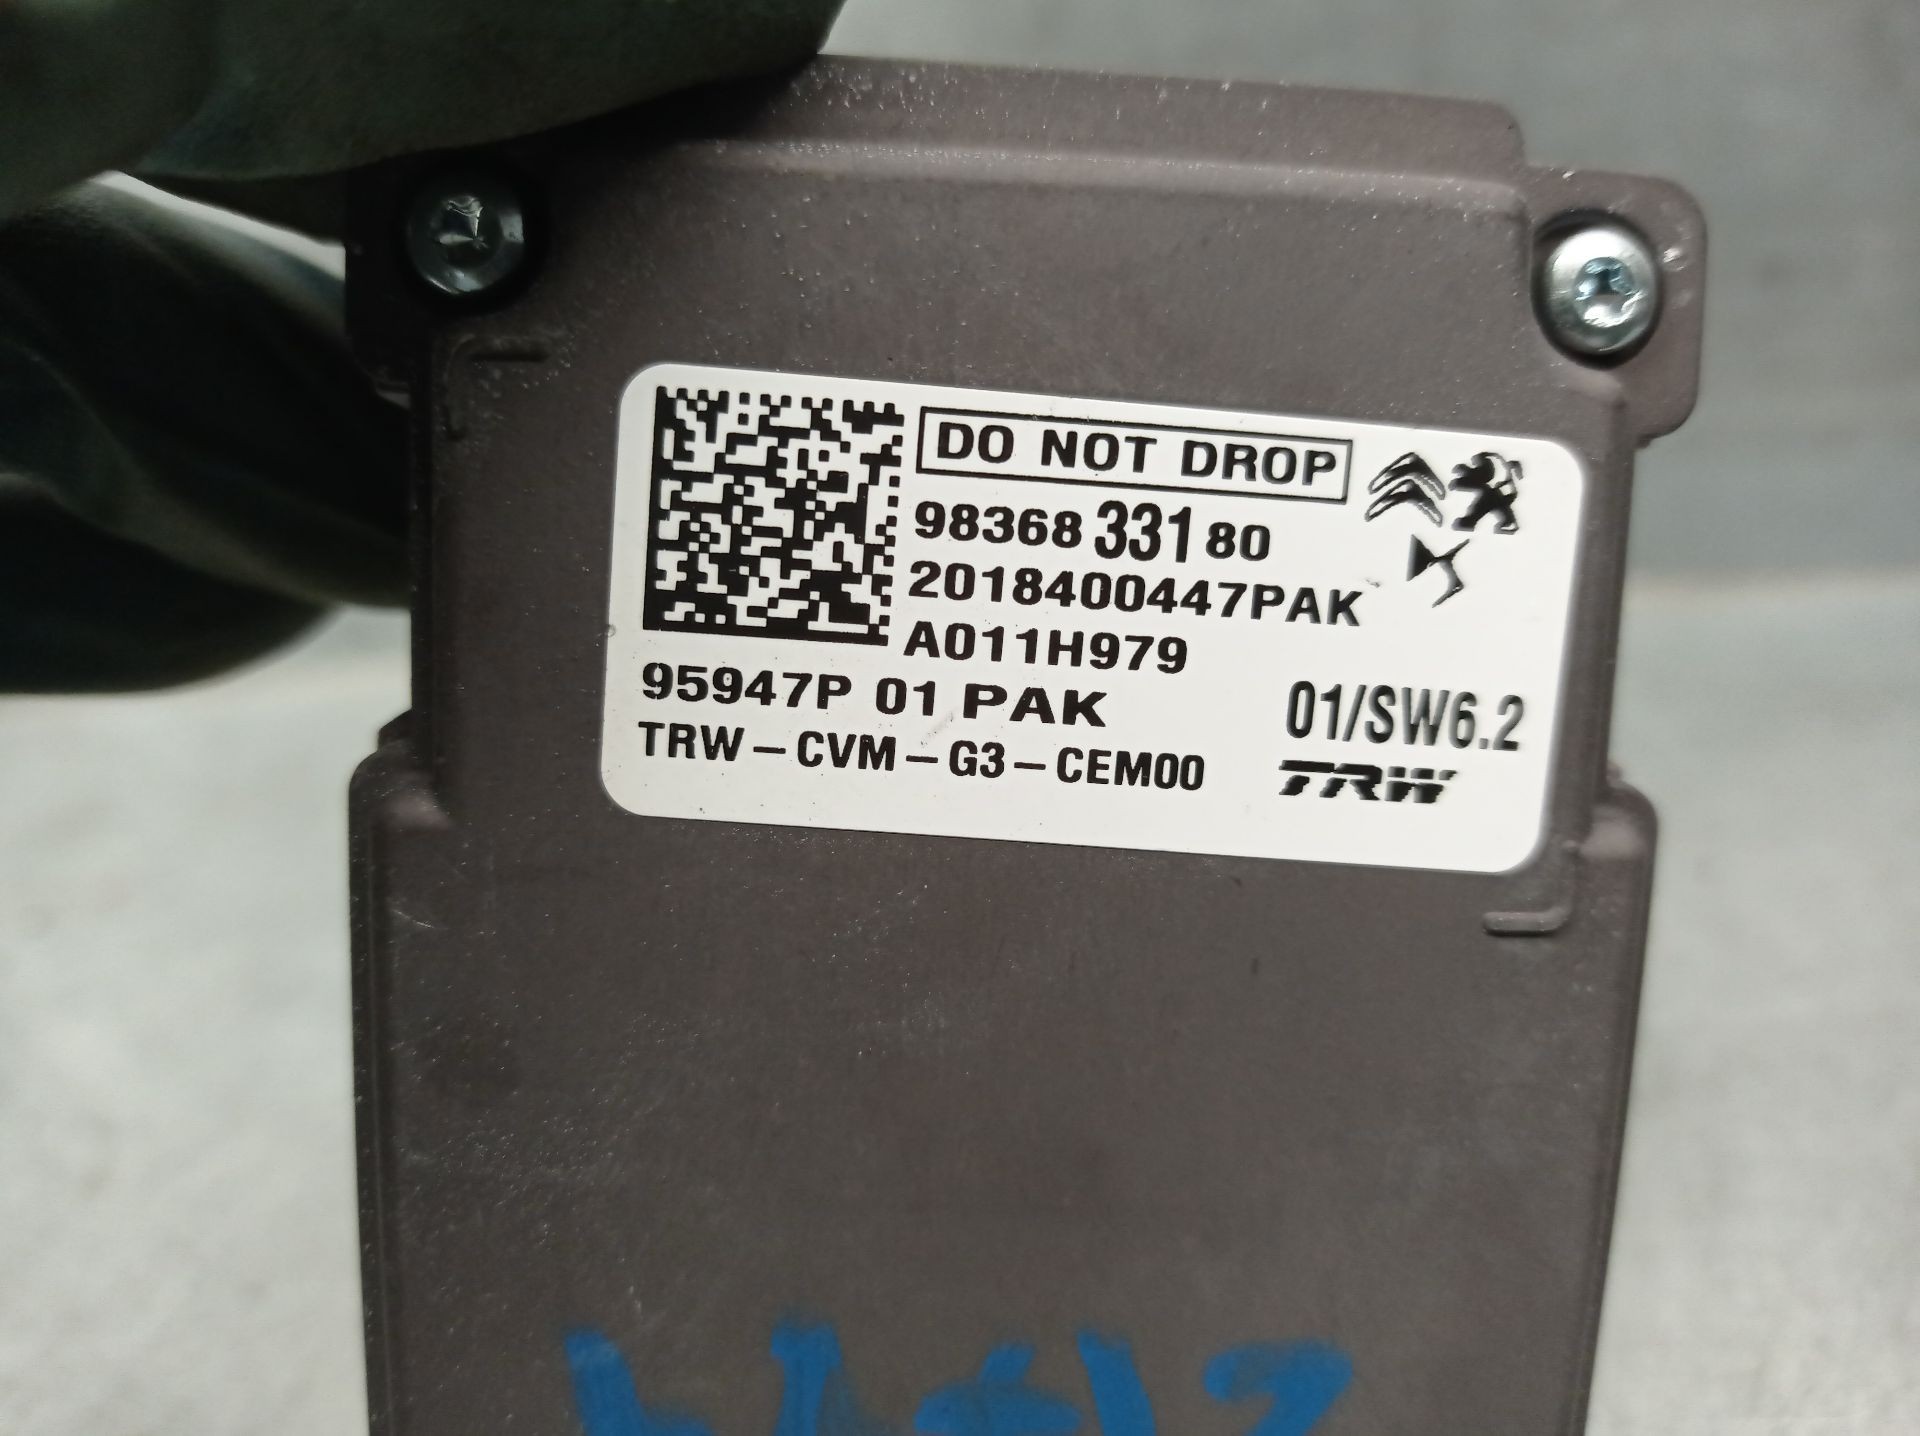 DO NOT DROP
98368 331 80
2018400447PAK
A011H979
95947P 01 PAK
01/SW6.2
TRW-CVM-G3-CEM00
TRW